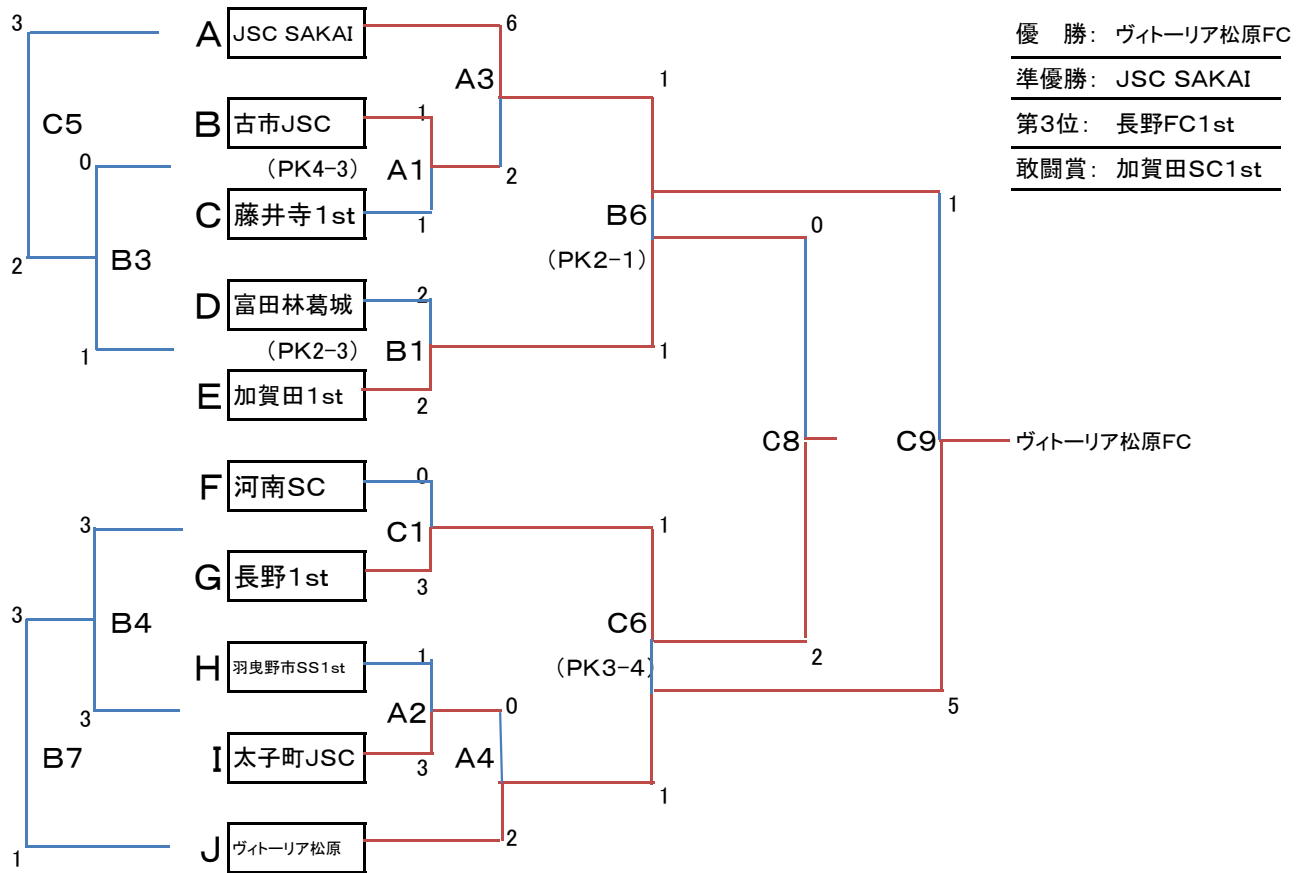 3
A
JSC SAKAI
6
優　勝： ヴィトーリア松原FC
A3
1
準優勝： JSC SAKAI
C5
B
古市JSC
1
第3位： 長野FC1st
0
(PK4-3)
A1
2
敢闘賞： 加賀田SC1st
C
藤井寺1st
1
1
B6
0
2
B3
(PK2-1)
D
富田林葛城
2
1
(PK2-3)
B1
1
E
加賀田1st
2
C8
C9
ヴィトーリア松原FC
F
河南SC
0
3
C1
1
G
長野1st
3
3
B4
C6
H
羽曳野市SS1st
1
(PK3-4)
2
3
A2
0
5
B7
I
太子町JSC
3
A4
1
1
J
ヴィトーリア松原
2